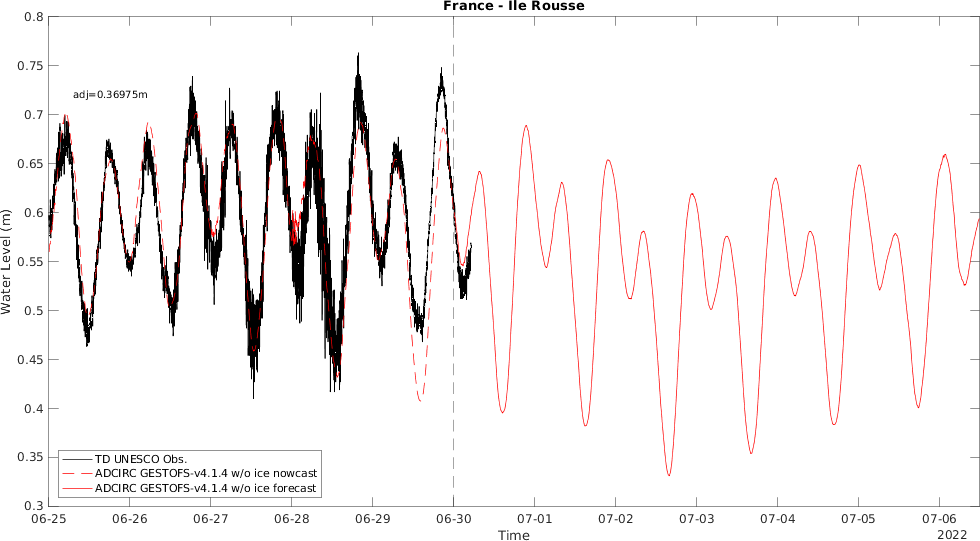 France - Ile Rousse
0.8
0.75
0.7
0.65
0.6
0.55
0.5
0.45
0.4
0.35
0.3
Water Level (m)
adj=0.36975m
TD UNESCO Obs.
ADCIRC GESTOFS-v4.1.4 w/o ice nowcast
ADCIRC GESTOFS-v4.1.4 w/o ice forecast
06-25 06-26 06-27 06-28 06-29 06-30 07-01 07-02 07-03 07-04 07-05 07-06
Time
2022